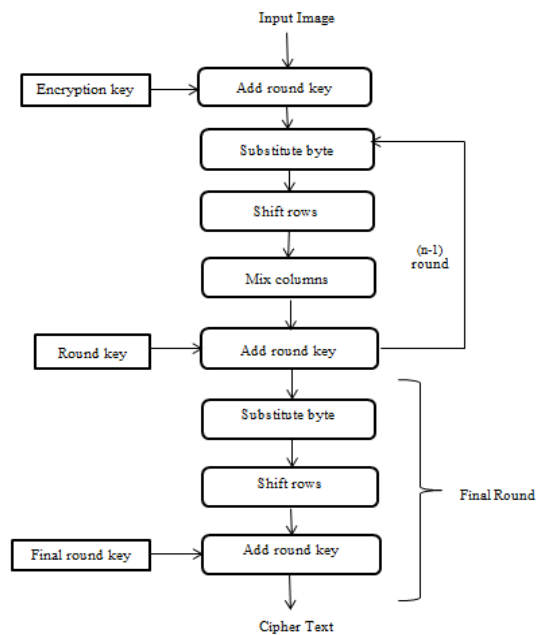 Input Image
Encryption key
Add round key
Substitute byte
Shift rows
(n-1)
round
Mix columns
Round key
Add round key
Substitute byte
Shift rows
Final Round
Final round key
Add round key
Cipher Text